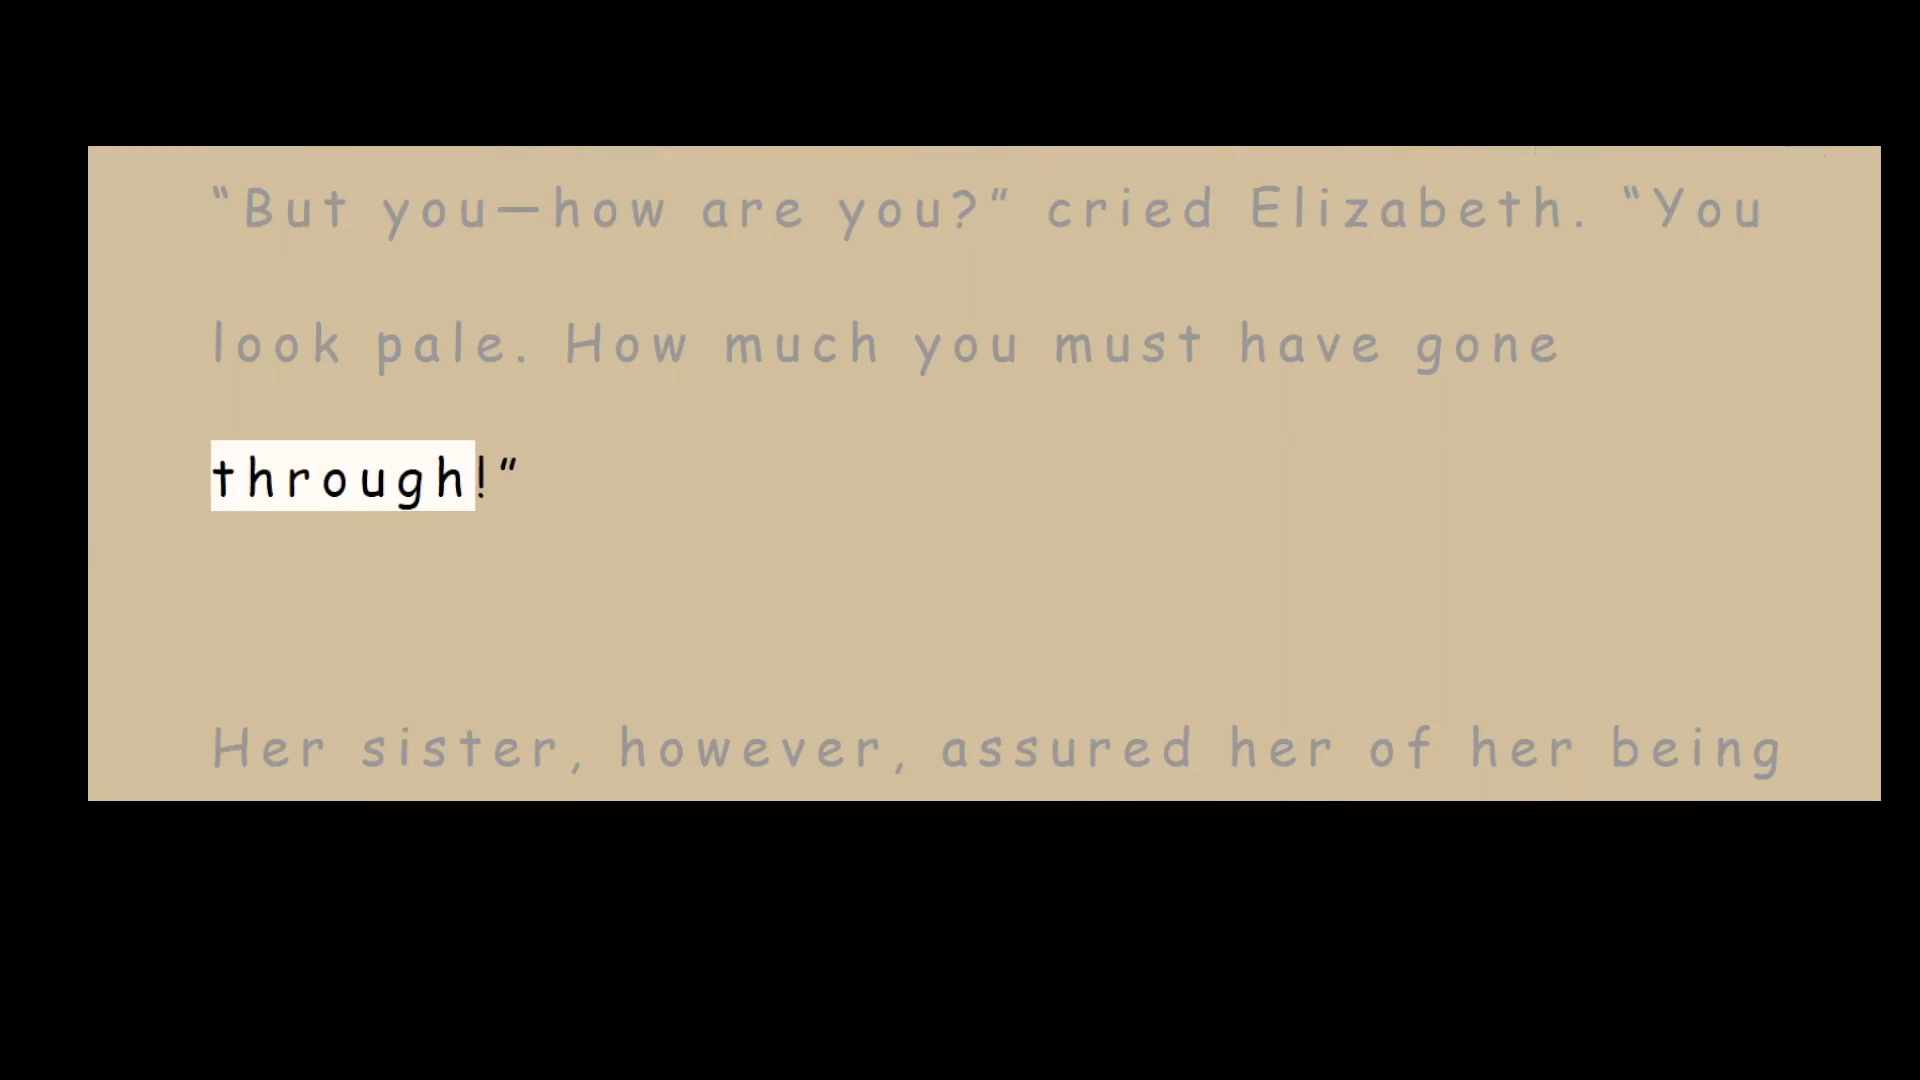 “But you—how are you?” cried Elizabeth. “You
look pale. How much you must have gone
through!”
Her sister, however, assured her of her being